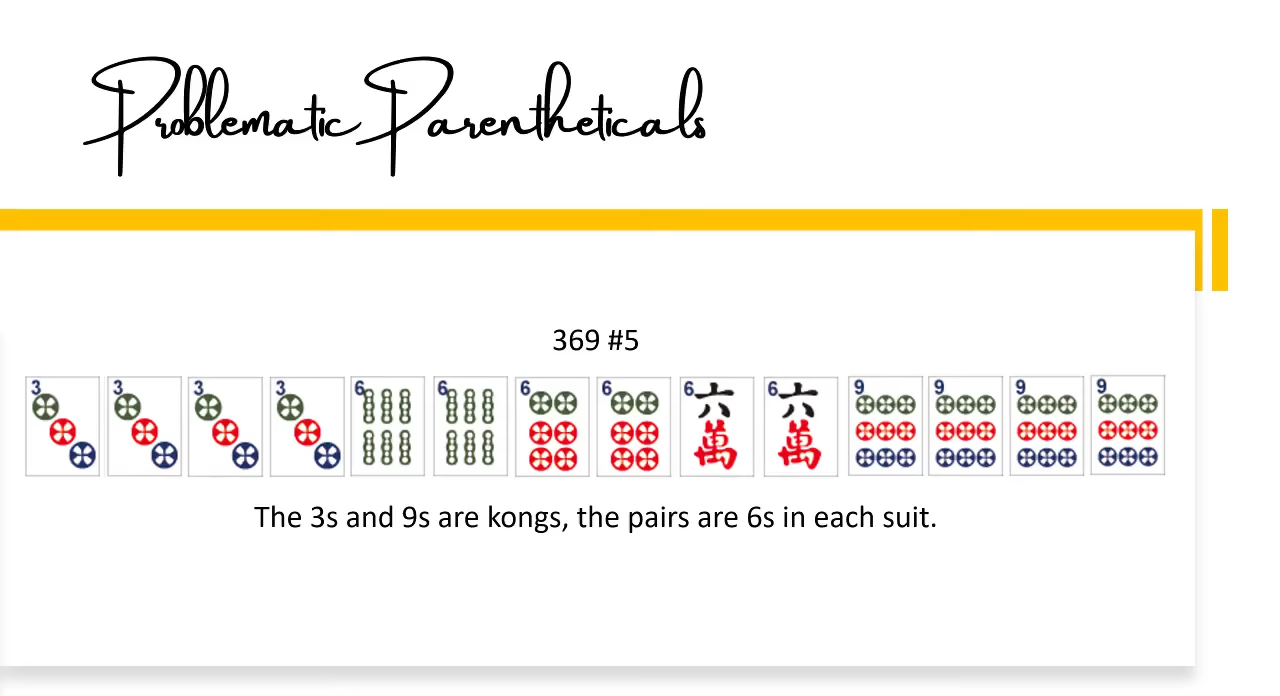 Problematic Parentheticals
369 #5
3 3 3 3 6 6 6 6 6六萬 6六萬 9 9 9 9
The 3s and 9s are kongs, the pairs are 6s in each suit.